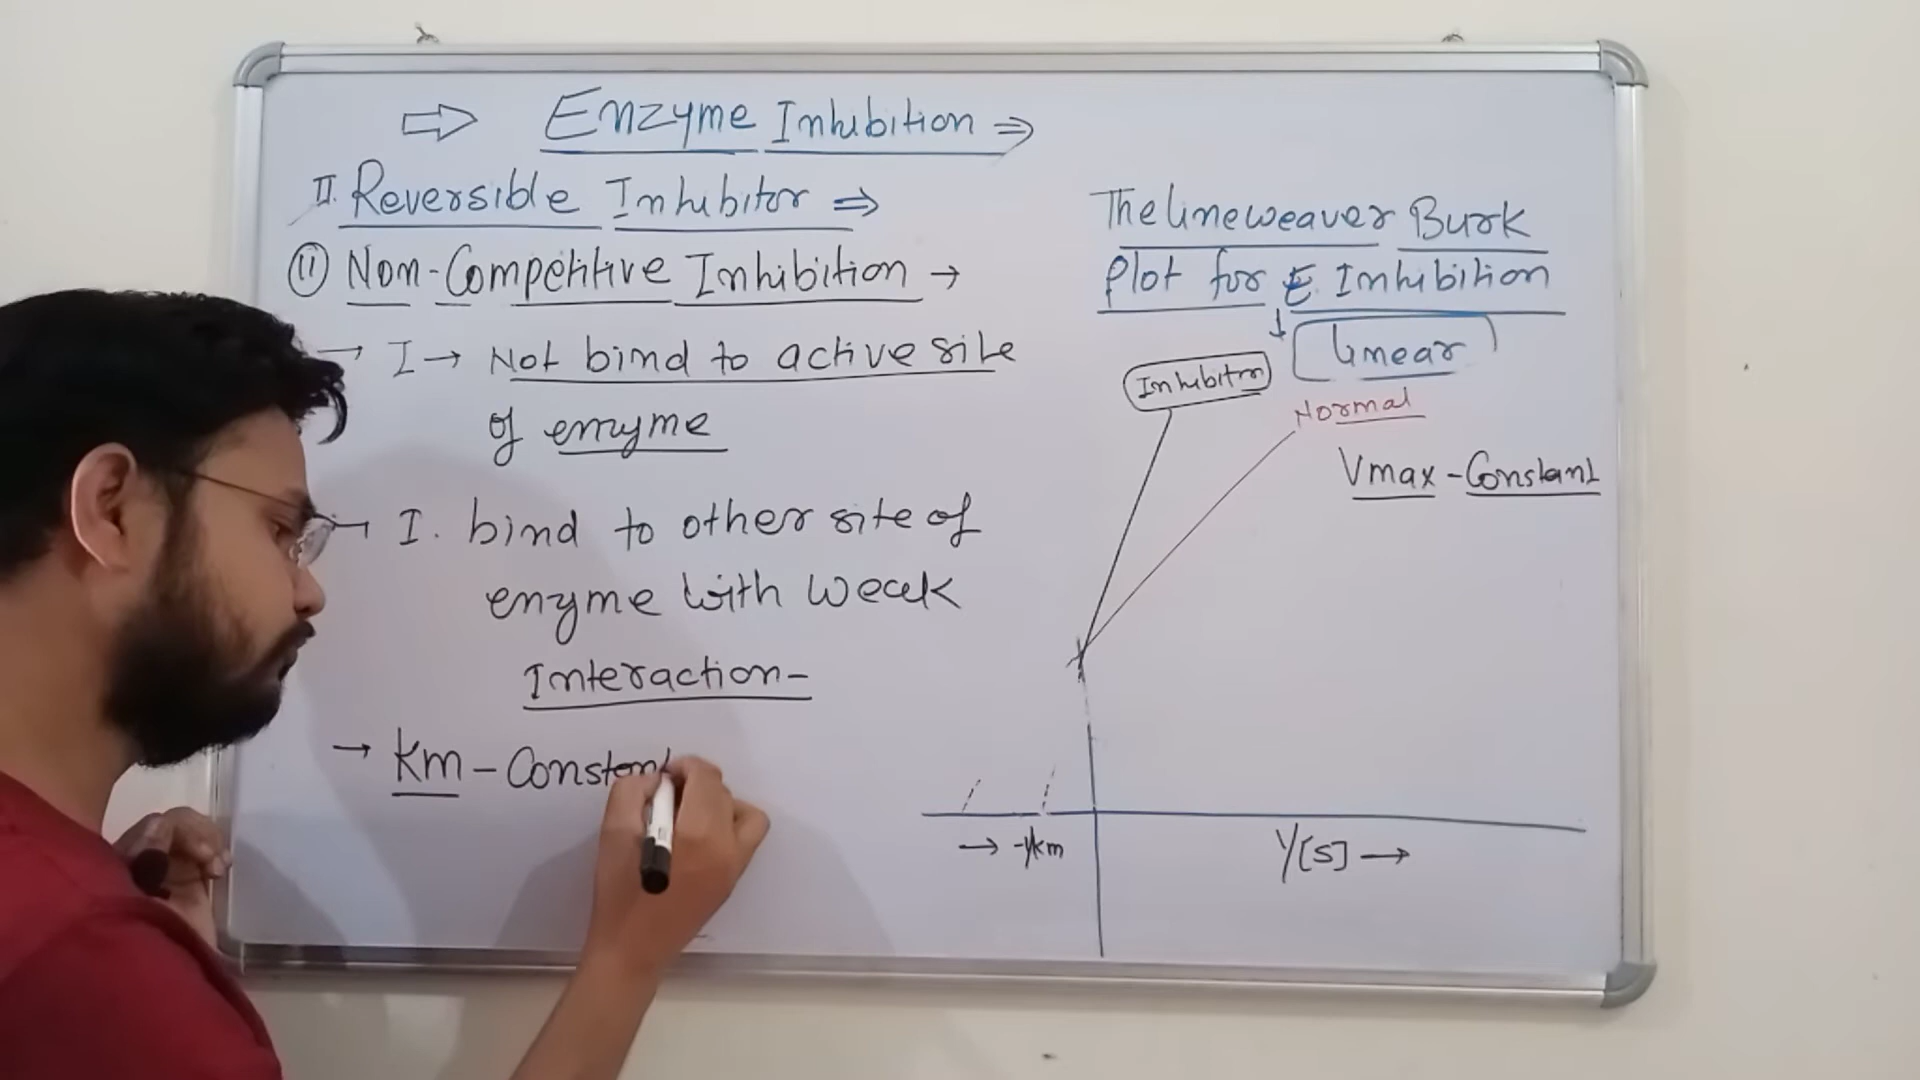 ⇒ Enzyme Inhibition ⇒
II. Reversible Inhibitor ⇒
(ii) Non-Competitive Inhibition →
→ I → Not bind to active site
of enzyme
→ I. bind to other site of
enzyme with weak
Interaction-
→ Km - Constant
The lineweaver Burk
Plot for E Inhibition
↓ linear
Inhibitor
Normal
Vmax - Constant
→ -1/km
1/[S] →